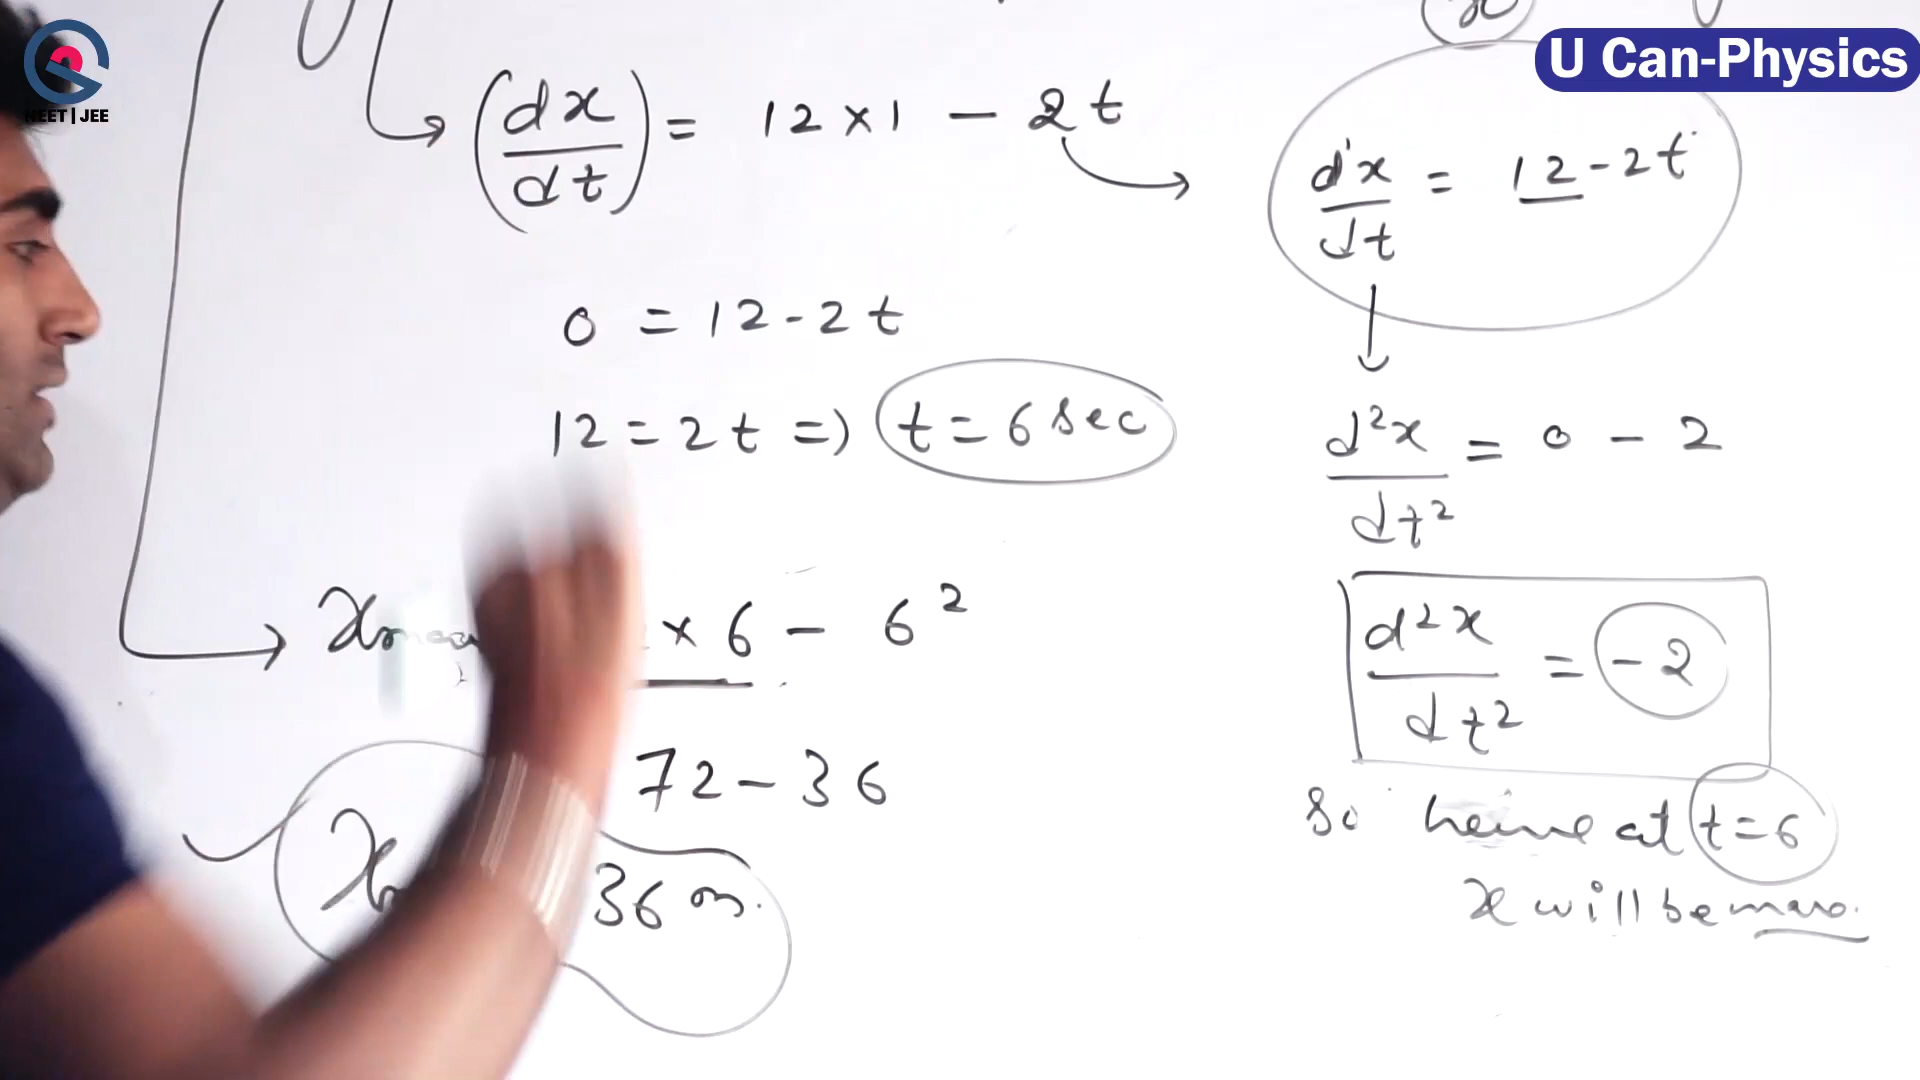 U Can-Physics
NEET | JEE
(dx/dt) = 12 × 1 − 2t
0 = 12 - 2t
12 = 2t => t = 6 sec
× 6 − 6²
72 − 36
36 m.
dx/dt = 12 - 2t
d²x/dt² = 0 − 2
d²x/dt² = −2
So at t = 6
x will be max.